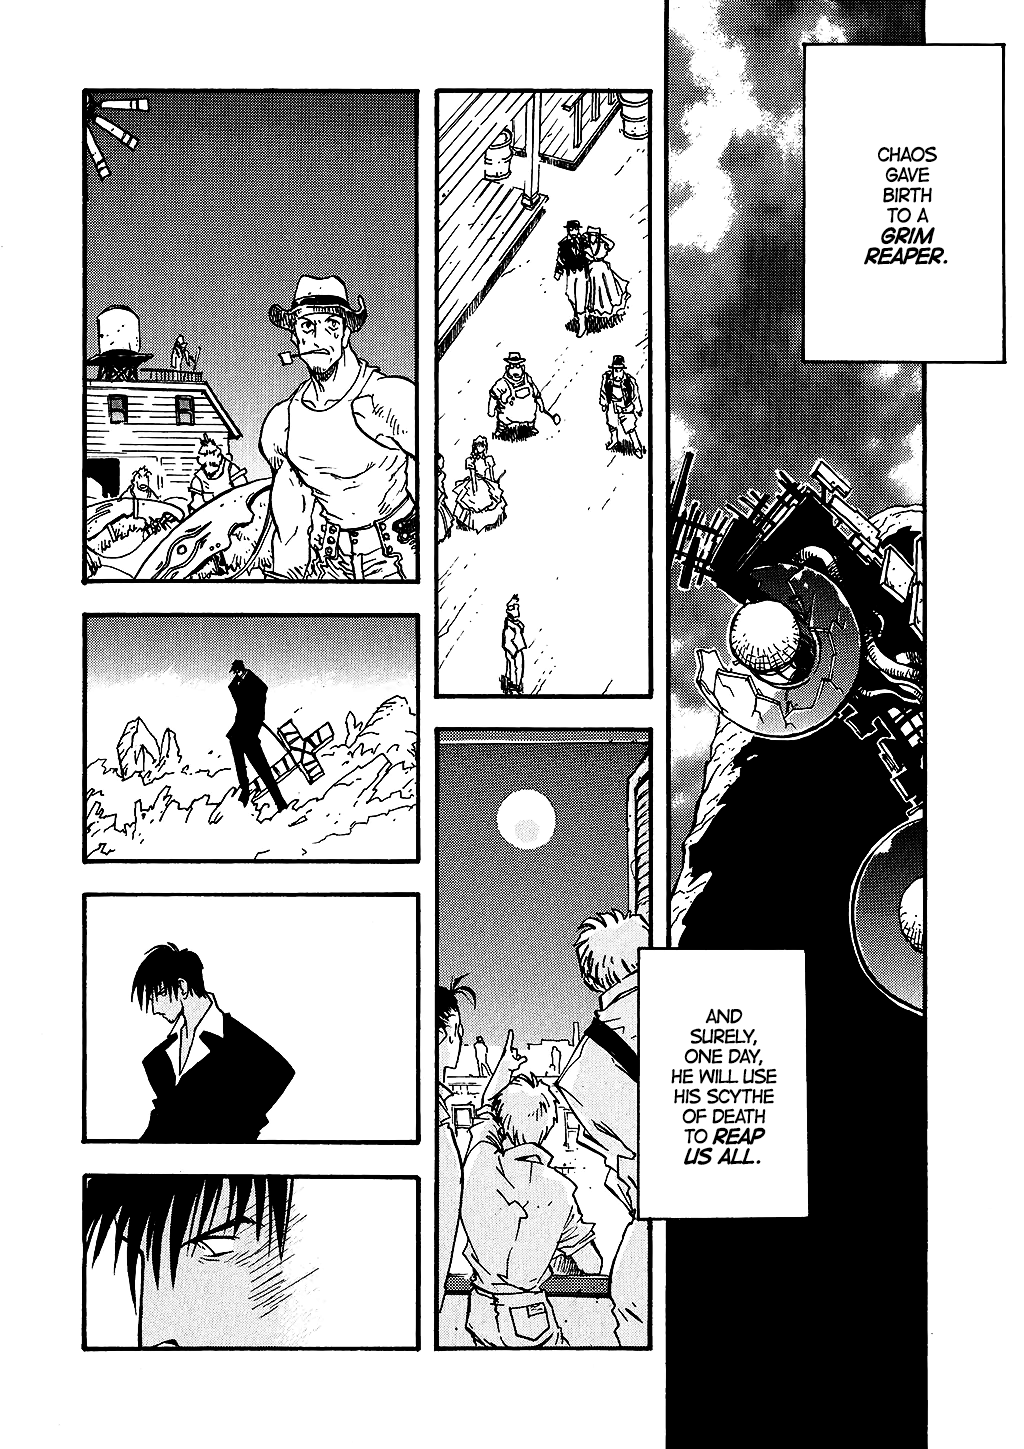 CHAOS
GAVE
BIRTH
TO A
GRIM
REAPER.
AND
SURELY,
ONE DAY,
HE WILL USE
HIS SCYTHE
OF DEATH
TO REAP
US ALL.